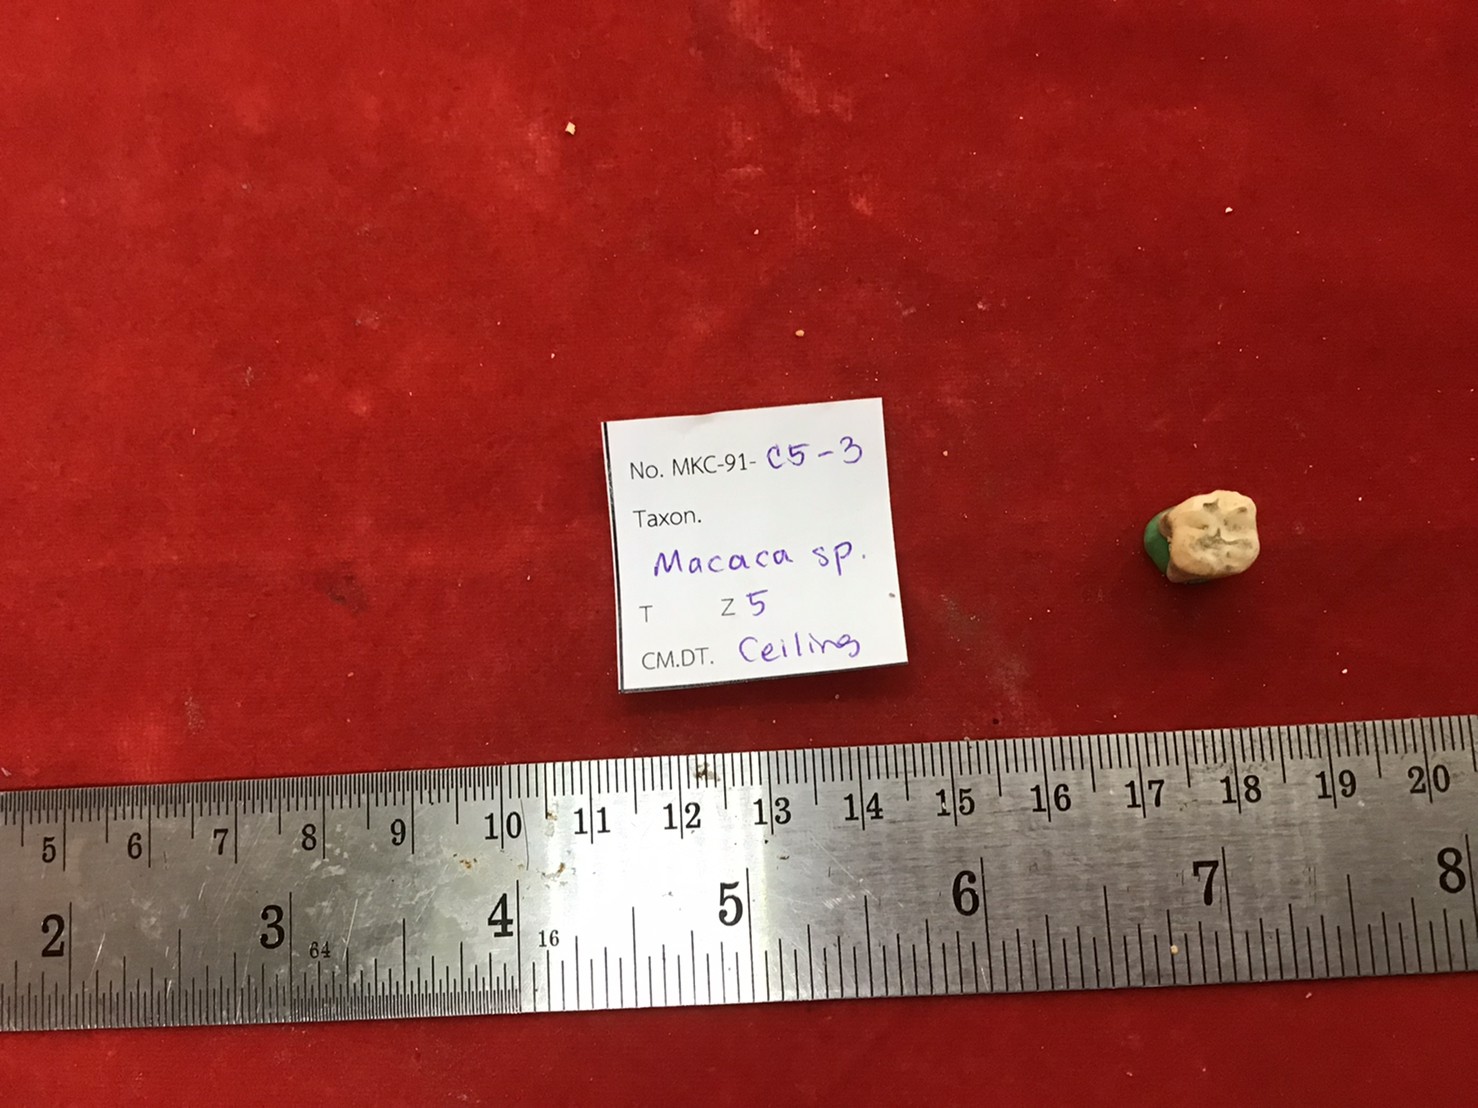 No. MKC-91- C5-3
Taxon.
Macaca sp.
T Z 5
CM.DT. Ceiling
5 6 7 8 9 10 11 12 13 14 15 16 17 18 19 20
2 3 4 5 6 7 8
64 16